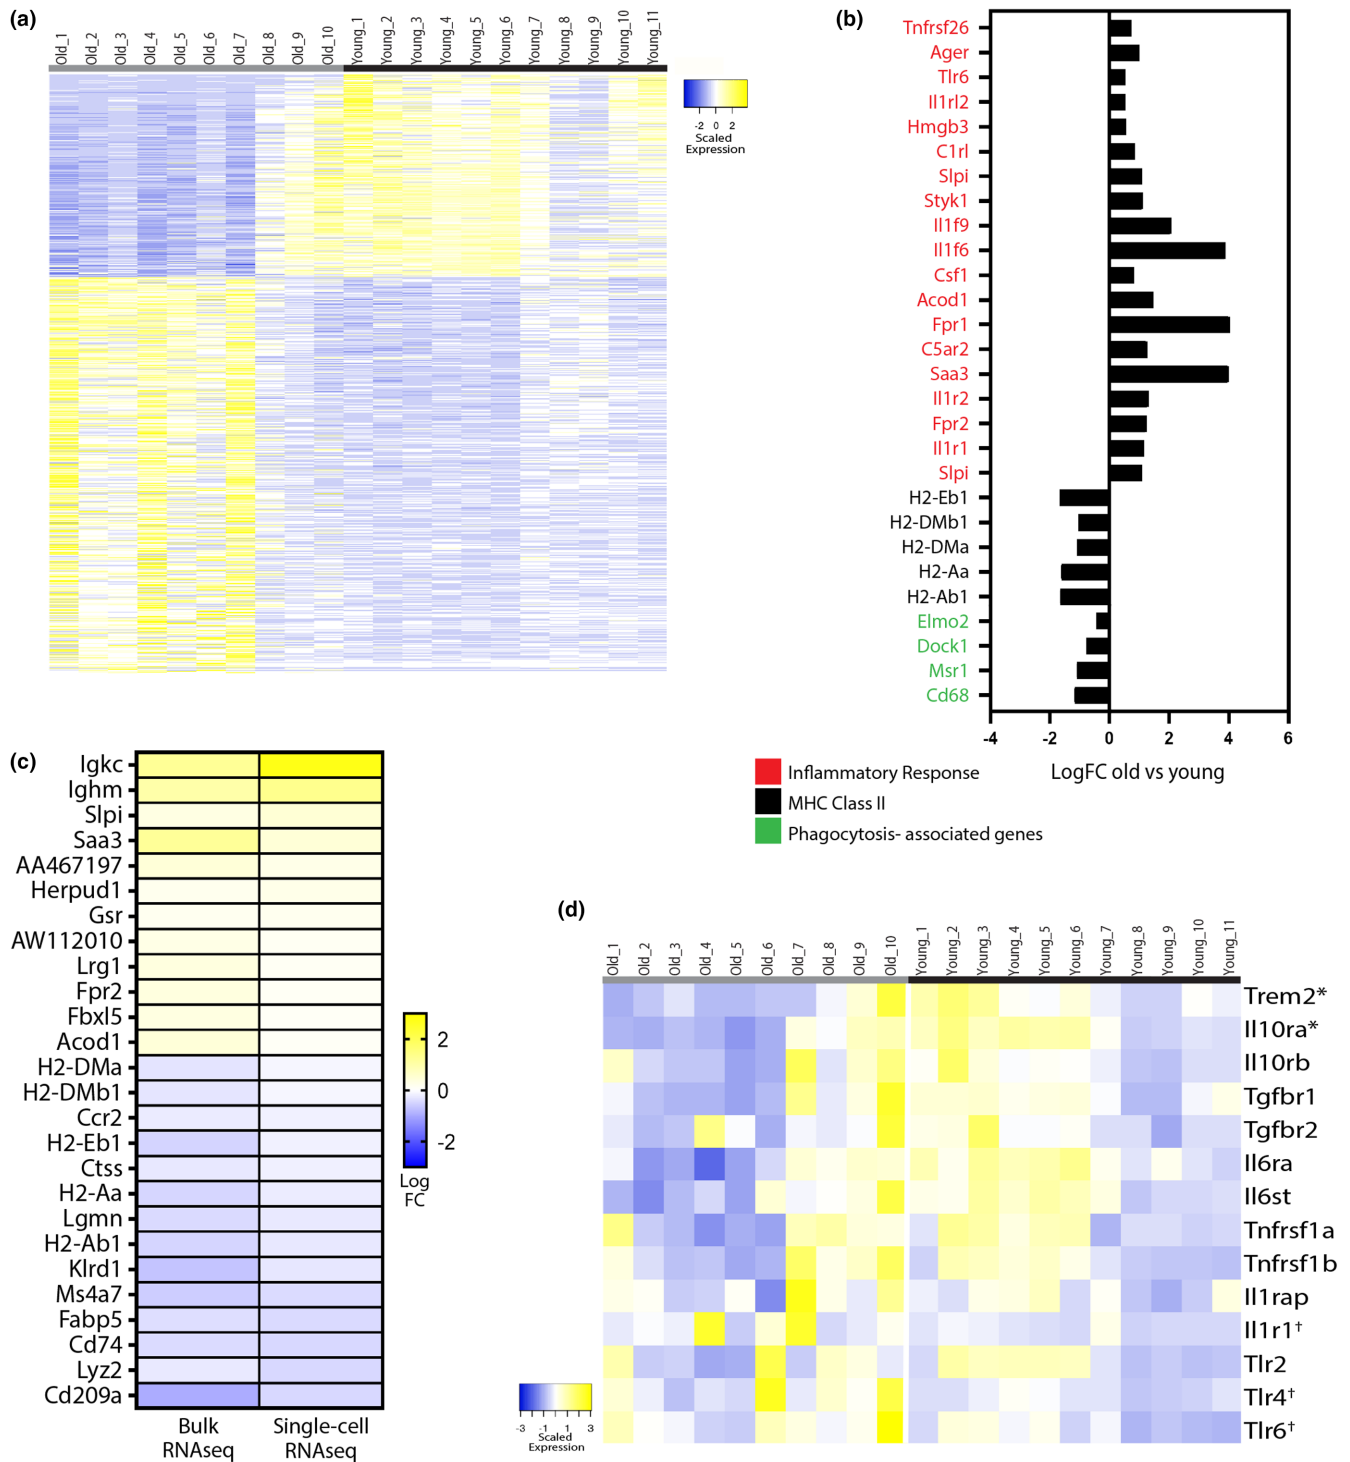 (a)
Old_1 Old_2 Old_3 Old_4 Old_5 Old_6 Old_7 Old_8 Old_9 Old_10 Young_1 Young_2 Young_3 Young_4 Young_5 Young_6 Young_7 Young_8 Young_9 Young_10 Young_11
-2 0 2
Scaled
Expression
(b)
Tnfrsf26
Ager
Tlr6
Il1rl2
Hmgb3
C1rl
Slpi
Styk1
Il1f9
Il1f6
Csf1
Acod1
Fpr1
C5ar2
Saa3
Il1r2
Fpr2
Il1r1
Slpi
H2-Eb1
H2-DMb1
H2-DMa
H2-Aa
H2-Ab1
Elmo2
Dock1
Msr1
Cd68
-4 -2 0 2 4 6
LogFC old vs young
Inflammatory Response
MHC Class II
Phagocytosis- associated genes
(c)
Igkc
Ighm
Slpi
Saa3
AA467197
Herpud1
Gsr
AW112010
Lrg1
Fpr2
Fbxl5
Acod1
H2-DMa
H2-DMb1
Ccr2
H2-Eb1
Ctss
H2-Aa
Lgmn
H2-Ab1
Klrd1
Ms4a7
Fabp5
Cd74
Lyz2
Cd209a
Bulk
RNAseq
Single-cell
RNAseq
2
0
-2
Log
FC
(d)
Old_1 Old_2 Old_3 Old_4 Old_5 Old_6 Old_7 Old_8 Old_9 Old_10 Young_1 Young_2 Young_3 Young_4 Young_5 Young_6 Young_7 Young_8 Young_9 Young_10 Young_11
Trem2*
Il10ra*
Il10rb
Tgfbr1
Tgfbr2
Il6ra
Il6st
Tnfrsf1a
Tnfrsf1b
Il1rap
Il1r1†
Tlr2
Tlr4†
Tlr6†
-3 -1 1 3
Scaled
Expression